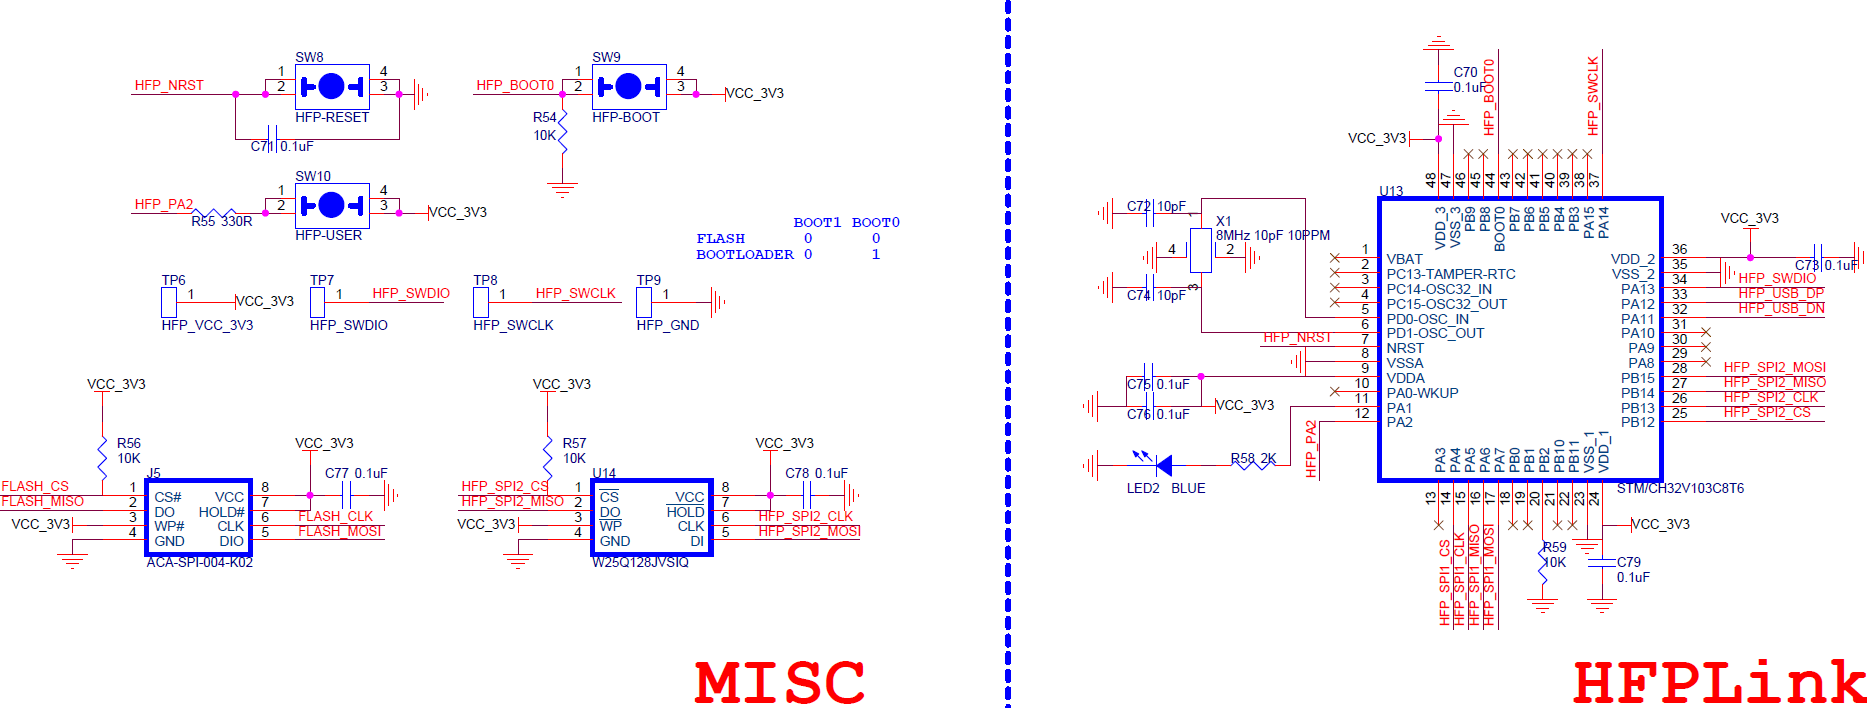 SW8
HFP_NRST
1
2
4
3
HFP-RESET
C71 0.1uF
SW9
HFP_BOOT0
1
2
4
3
VCC_3V3
HFP-BOOT
R54
10K
SW10
HFP_PA2
R55 330R
1
2
4
3
VCC_3V3
HFP-USER
BOOT1 BOOT0
FLASH 0 0
BOOTLOADER 0 1
TP6
1
VCC_3V3
HFP_VCC_3V3
TP7
1
HFP_SWDIO
HFP_SWDIO
TP8
1
HFP_SWCLK
HFP_SWCLK
TP9
1
HFP_GND
VCC_3V3
R56
10K
J5
VCC_3V3
C77 0.1uF
FLASH_CS 1 CS# VCC 8
FLASH_MISO 2 DO HOLD# 7
VCC_3V3 3 WP# CLK 6 FLASH_CLK
4 GND DIO 5 FLASH_MOSI
ACA-SPI-004-K02
VCC_3V3
R57
10K
U14
VCC_3V3
C78 0.1uF
HFP_SPI2_CS 1 CS VCC 8
HFP_SPI2_MISO 2 DO HOLD 7
VCC_3V3 3 WP CLK 6 HFP_SPI2_CLK
4 GND DI 5 HFP_SPI2_MOSI
W25Q128JVSIQ
MISC
C70
0.1uF
HFP_BOOT0
HFP_SWCLK
VCC_3V3
48 47 46 45 44 43 42 41 40 39 38 37
U13
VDD_3 VSS_3 PB9 PB8 BOOT0 PB7 PB6 PB5 PB4 PB3 PA15 PA14
C72 10pF
1
X1
8MHz 10pF 10PPM
4
2
C74 10pF
3
1 VBAT
2 PC13-TAMPER-RTC
3 PC14-OSC32_IN
4 PC15-OSC32_OUT
5 PD0-OSC_IN
6 PD1-OSC_OUT
HFP_NRST 7 NRST
8 VSSA
9 VDDA
10 PA0-WKUP
11 PA1
12 PA2
C75 0.1uF
C76 0.1uF
VCC_3V3
HFP_PA2
R58 2K
LED2 BLUE
VCC_3V3
C73 0.1uF
VDD_2 36
VSS_2 35
PA13 34 HFP_SWDIO
PA12 33 HFP_USB_DP
PA11 32 HFP_USB_DN
PA10 31
PA9 30
PA8 29
PB15 28 HFP_SPI2_MOSI
PB14 27 HFP_SPI2_MISO
PB13 26 HFP_SPI2_CLK
PB12 25 HFP_SPI2_CS
PA3 PA4 PA5 PA6 PA7 PB0 PB1 PB2 PB10 PB11 VSS_1 VDD_1
STM/CH32V103C8T6
13 14 15 16 17 18 19 20 21 22 23 24
HFP_SPI1_CS
HFP_SPI1_CLK
HFP_SPI1_MISO
HFP_SPI1_MOSI
VCC_3V3
R59
10K
C79
0.1uF
HFPLink